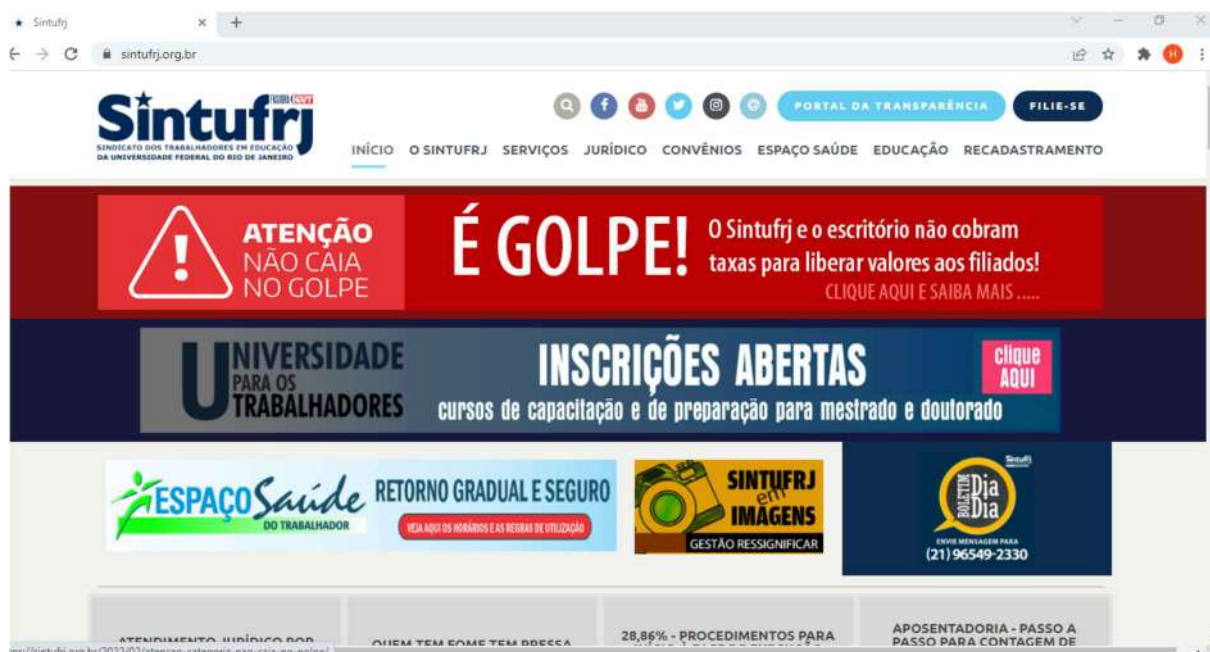 Sintufrj
sintufrj.org.br
H
Sintufrj
SINDICATO DOS TRABALHADORES EM EDUCAÇÃO
DA UNIVERSIDADE FEDERAL DO RIO DE JANEIRO
PORTAL DA TRANSPARÊNCIA
FILIE-SE
INÍCIO O SINTUFRJ SERVIÇOS JURÍDICO CONVÊNIOS ESPAÇO SAÚDE EDUCAÇÃO RECADASTRAMENTO
ATENÇÃO
NÃO CAIA
NO GOLPE
É GOLPE!
O Sintufrj e o escritório não cobram
taxas para liberar valores aos filiados!
CLIQUE AQUI E SAIBA MAIS .....
UNIVERSIDADE
PARA OS
TRABALHADORES
INSCRIÇÕES ABERTAS
cursos de capacitação e de preparação para mestrado e doutorado
clique
AQUI
ESPAÇO Saúde
DO TRABALHADOR
RETORNO GRADUAL E SEGURO
VEJA AQUI OS HORÁRIOS E AS REGRAS DE UTILIZAÇÃO
SINTUFRJ
em
IMAGENS
GESTÃO RESSIGNIFICAR
Sintufrj
BOLETIM
Dia
Dia
ENVIE MENSAGEM PARA
(21) 96549-2330
ATENDIMENTO JURÍDICO POR
QUEM TEM FOME TEM PRESSA
28,86% - PROCEDIMENTOS PARA
APOSENTADORIA - PASSO A
PASSO PARA CONTAGEM DE